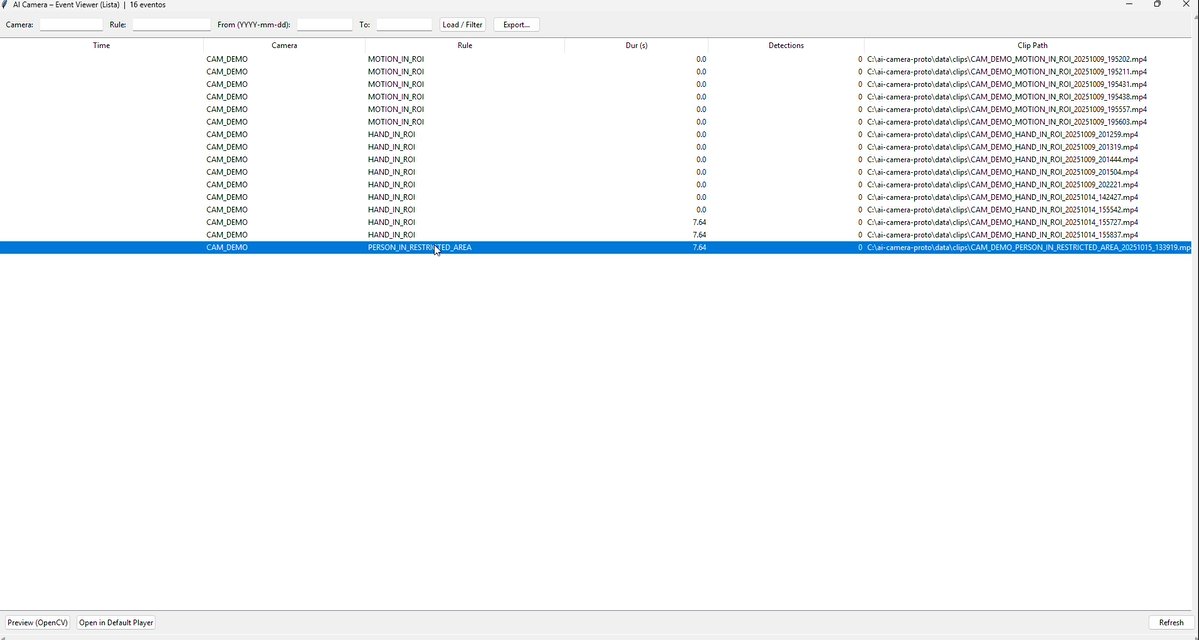 AI Camera – Event Viewer (Lista) | 16 eventos
Camera: Rule: From (YYYY-mm-dd): To: Load / Filter Export...
Time Camera Rule Dur (s) Detections Clip Path
CAM_DEMO MOTION_IN_ROI 0.0 0 C:\ai-camera-proto\data\clips\CAM_DEMO_MOTION_IN_ROI_20251009_195202.mp4
CAM_DEMO MOTION_IN_ROI 0.0 0 C:\ai-camera-proto\data\clips\CAM_DEMO_MOTION_IN_ROI_20251009_195211.mp4
CAM_DEMO MOTION_IN_ROI 0.0 0 C:\ai-camera-proto\data\clips\CAM_DEMO_MOTION_IN_ROI_20251009_195431.mp4
CAM_DEMO MOTION_IN_ROI 0.0 0 C:\ai-camera-proto\data\clips\CAM_DEMO_MOTION_IN_ROI_20251009_195438.mp4
CAM_DEMO MOTION_IN_ROI 0.0 0 C:\ai-camera-proto\data\clips\CAM_DEMO_MOTION_IN_ROI_20251009_195557.mp4
CAM_DEMO MOTION_IN_ROI 0.0 0 C:\ai-camera-proto\data\clips\CAM_DEMO_MOTION_IN_ROI_20251009_195603.mp4
CAM_DEMO HAND_IN_ROI 0.0 0 C:\ai-camera-proto\data\clips\CAM_DEMO_HAND_IN_ROI_20251009_201259.mp4
CAM_DEMO HAND_IN_ROI 0.0 0 C:\ai-camera-proto\data\clips\CAM_DEMO_HAND_IN_ROI_20251009_201319.mp4
CAM_DEMO HAND_IN_ROI 0.0 0 C:\ai-camera-proto\data\clips\CAM_DEMO_HAND_IN_ROI_20251009_201444.mp4
CAM_DEMO HAND_IN_ROI 0.0 0 C:\ai-camera-proto\data\clips\CAM_DEMO_HAND_IN_ROI_20251009_201504.mp4
CAM_DEMO HAND_IN_ROI 0.0 0 C:\ai-camera-proto\data\clips\CAM_DEMO_HAND_IN_ROI_20251009_202221.mp4
CAM_DEMO HAND_IN_ROI 0.0 0 C:\ai-camera-proto\data\clips\CAM_DEMO_HAND_IN_ROI_20251014_142427.mp4
CAM_DEMO HAND_IN_ROI 0.0 0 C:\ai-camera-proto\data\clips\CAM_DEMO_HAND_IN_ROI_20251014_155542.mp4
CAM_DEMO HAND_IN_ROI 7.64 0 C:\ai-camera-proto\data\clips\CAM_DEMO_HAND_IN_ROI_20251014_155727.mp4
CAM_DEMO HAND_IN_ROI 7.64 0 C:\ai-camera-proto\data\clips\CAM_DEMO_HAND_IN_ROI_20251014_155837.mp4
CAM_DEMO PERSON_IN_RESTRICTED_AREA 7.64 0 C:\ai-camera-proto\data\clips\CAM_DEMO_PERSON_IN_RESTRICTED_AREA_20251015_133919.mp
Preview (OpenCV) Open in Default Player Refresh